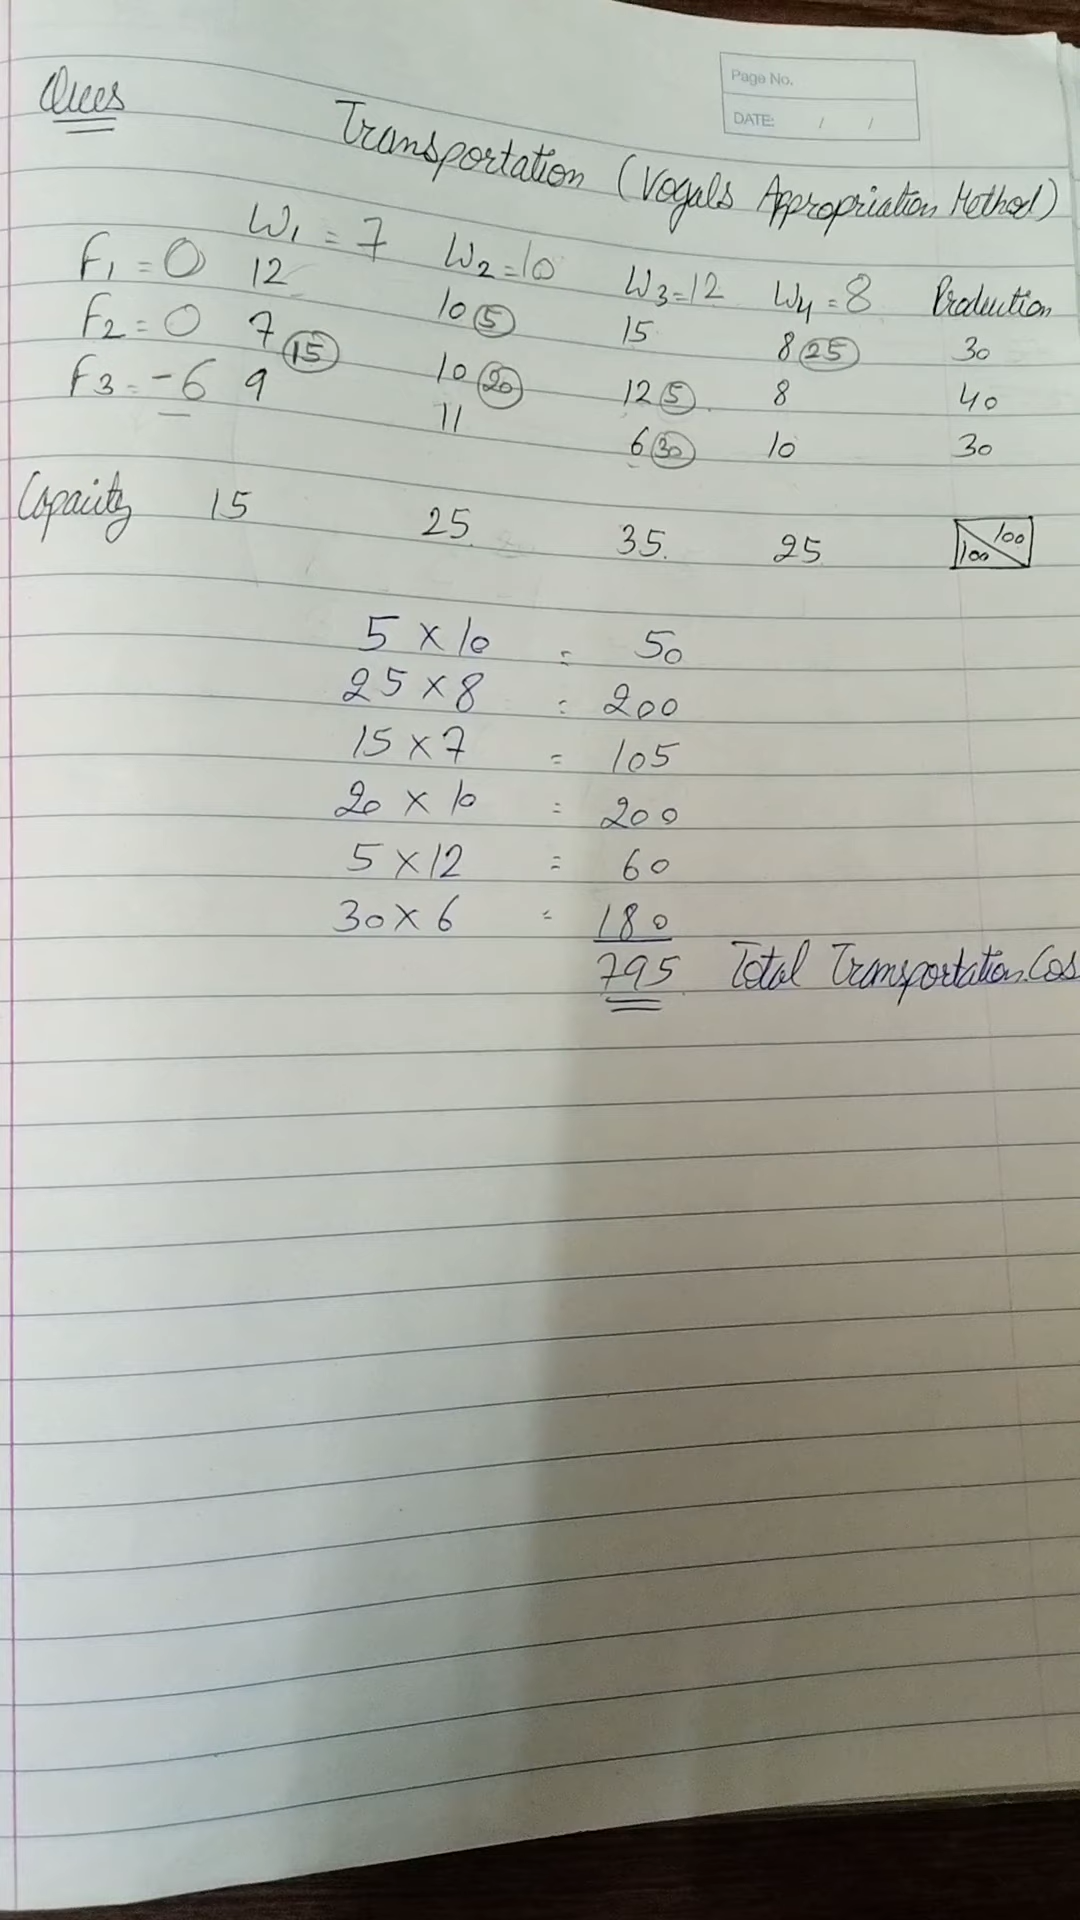 Page No.
DATE: / /
Ques
Transportation (Vogals Appropriation Method)
W1 = 7 W2 = 10 W3 = 12 W4 = 8 Production
F1 = 0 12 10 (5) 15 8 (25) 30
F2 = 0 7 (15) 10 (20) 12 (5) 8 40
F3 = -6 9 11 6 (30) 10 30
Capacity 15 25 35 25 100 100
5 × 10 = 50
25 × 8 = 200
15 × 7 = 105
20 × 10 = 200
5 × 12 = 60
30 × 6 = 180
795 Total Transportation Cos